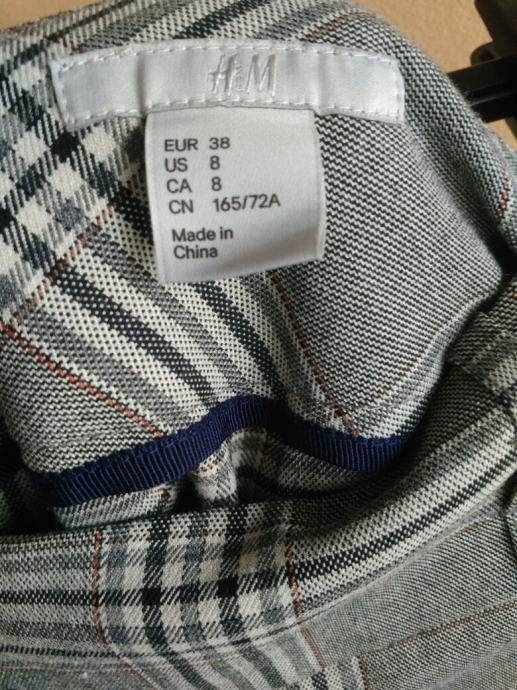 H&M
EUR 38
US 8
CA 8
CN 165/72A
Made in
China